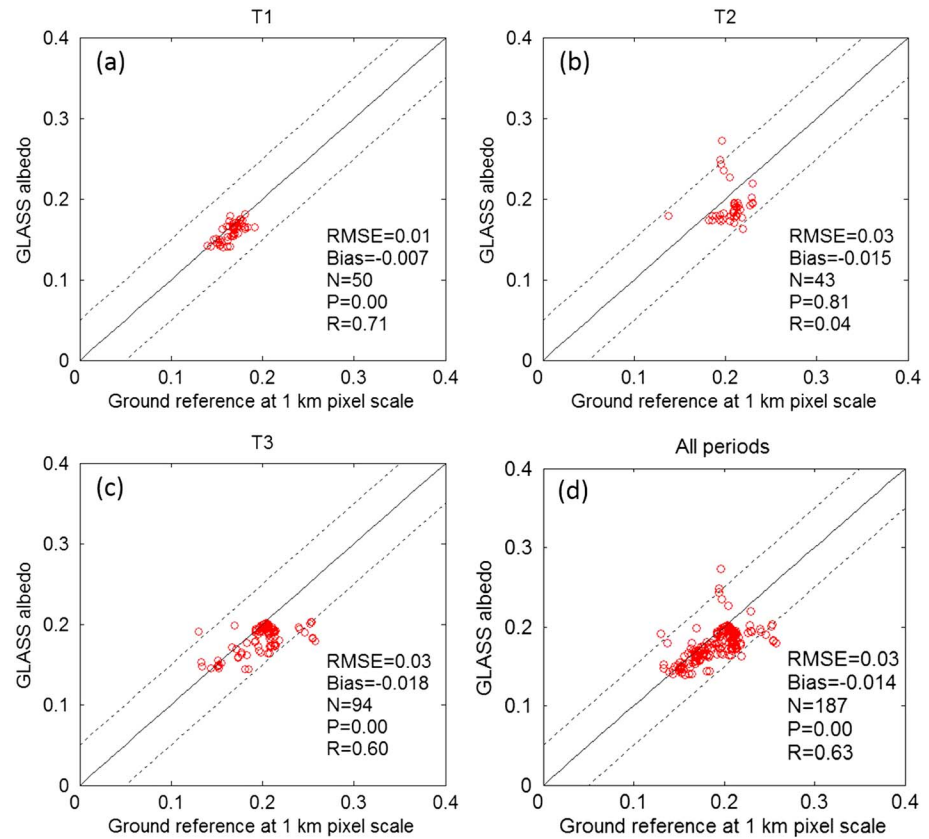 T1
(a)
GLASS albedo
0.4
0.3
0.2
0.1
0
RMSE=0.01
Bias=-0.007
N=50
P=0.00
R=0.71
0 0.1 0.2 0.3 0.4
Ground reference at 1 km pixel scale
T2
(b)
GLASS albedo
0.4
0.3
0.2
0.1
0
RMSE=0.03
Bias=-0.015
N=43
P=0.81
R=0.04
0 0.1 0.2 0.3 0.4
Ground reference at 1 km pixel scale
T3
(c)
GLASS albedo
0.4
0.3
0.2
0.1
0
RMSE=0.03
Bias=-0.018
N=94
P=0.00
R=0.60
0 0.1 0.2 0.3 0.4
Ground reference at 1 km pixel scale
All periods
(d)
GLASS albedo
0.4
0.3
0.2
0.1
0
RMSE=0.03
Bias=-0.014
N=187
P=0.00
R=0.63
0 0.1 0.2 0.3 0.4
Ground reference at 1 km pixel scale